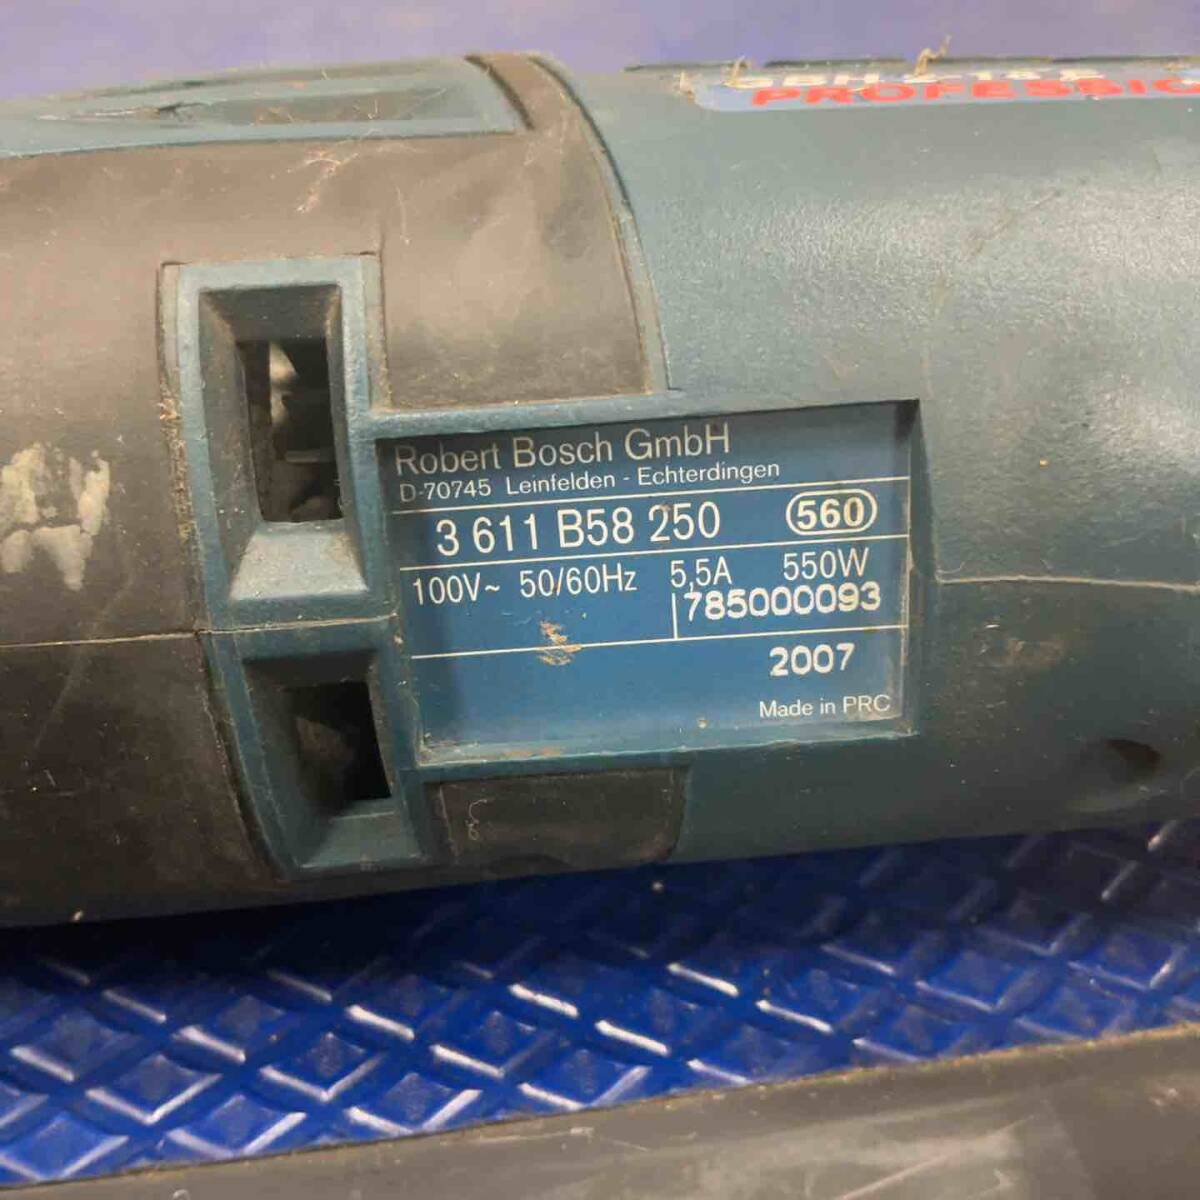 PROFESSIO
Robert Bosch GmbH
D-70745 Leinfelden - Echterdingen
3 611 B58 250 560
100V~ 50/60Hz 5,5A 550W
785000093
2007
Made in PRC